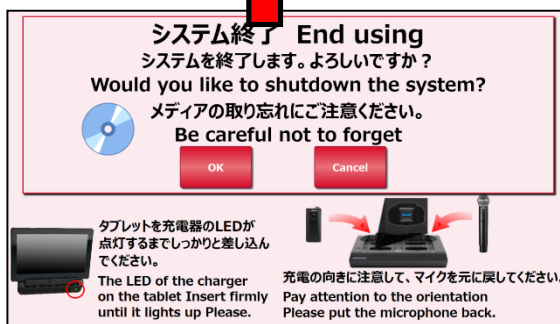 システム終了 End using
システムを終了します。よろしいですか？
Would you like to shutdown the system?
メディアの取り忘れにご注意ください。
Be careful not to forget
OK
Cancel
タブレットを充電器のLEDが
点灯するまでしっかりと差し込ん
でください。
The LED of the charger
on the tablet Insert firmly
until it lights up Please.
充電の向きに注意して、マイクを元に戻してください。
Pay attention to the orientation
Please put the microphone back.